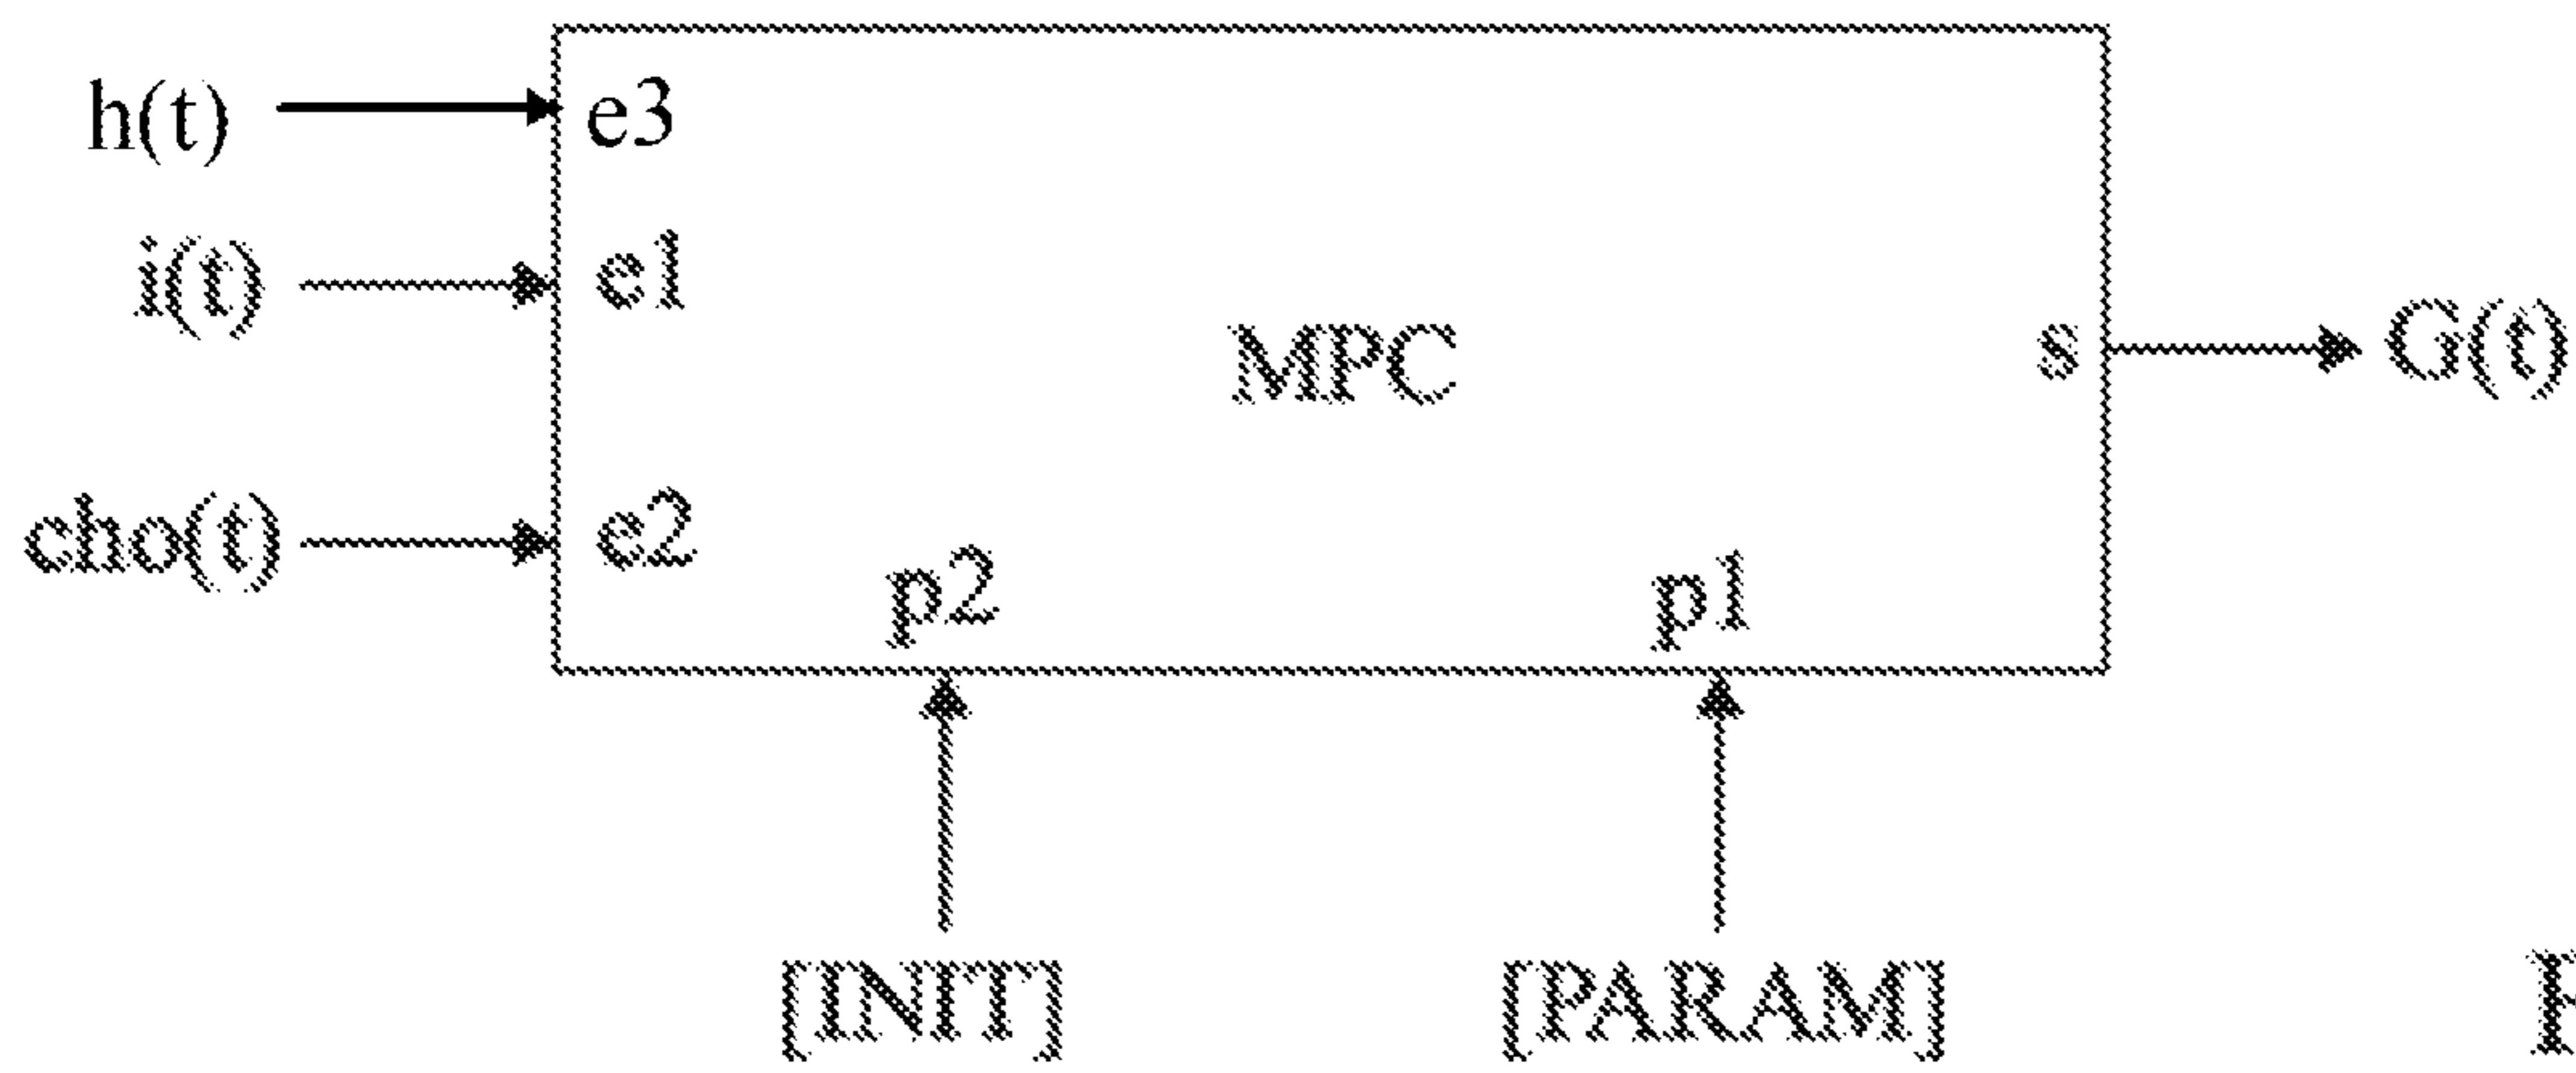 h(t) e3
i(t) e1
MPC s G(t)
cho(t) e2
p2 p1
[INIT] [PARAM]